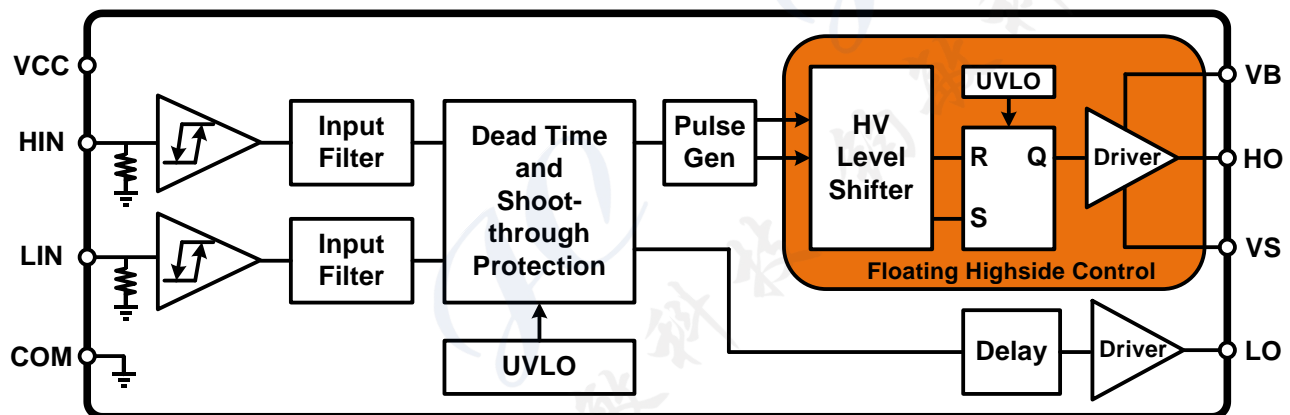 VCC
HIN
LIN
COM
Input
Filter
Input
Filter
Dead Time
and
Shoot-
through
Protection
UVLO
Pulse
Gen
HV
Level
Shifter
UVLO
R
Q
S
Driver
Floating Highside Control
Delay
Driver
VB
HO
VS
LO